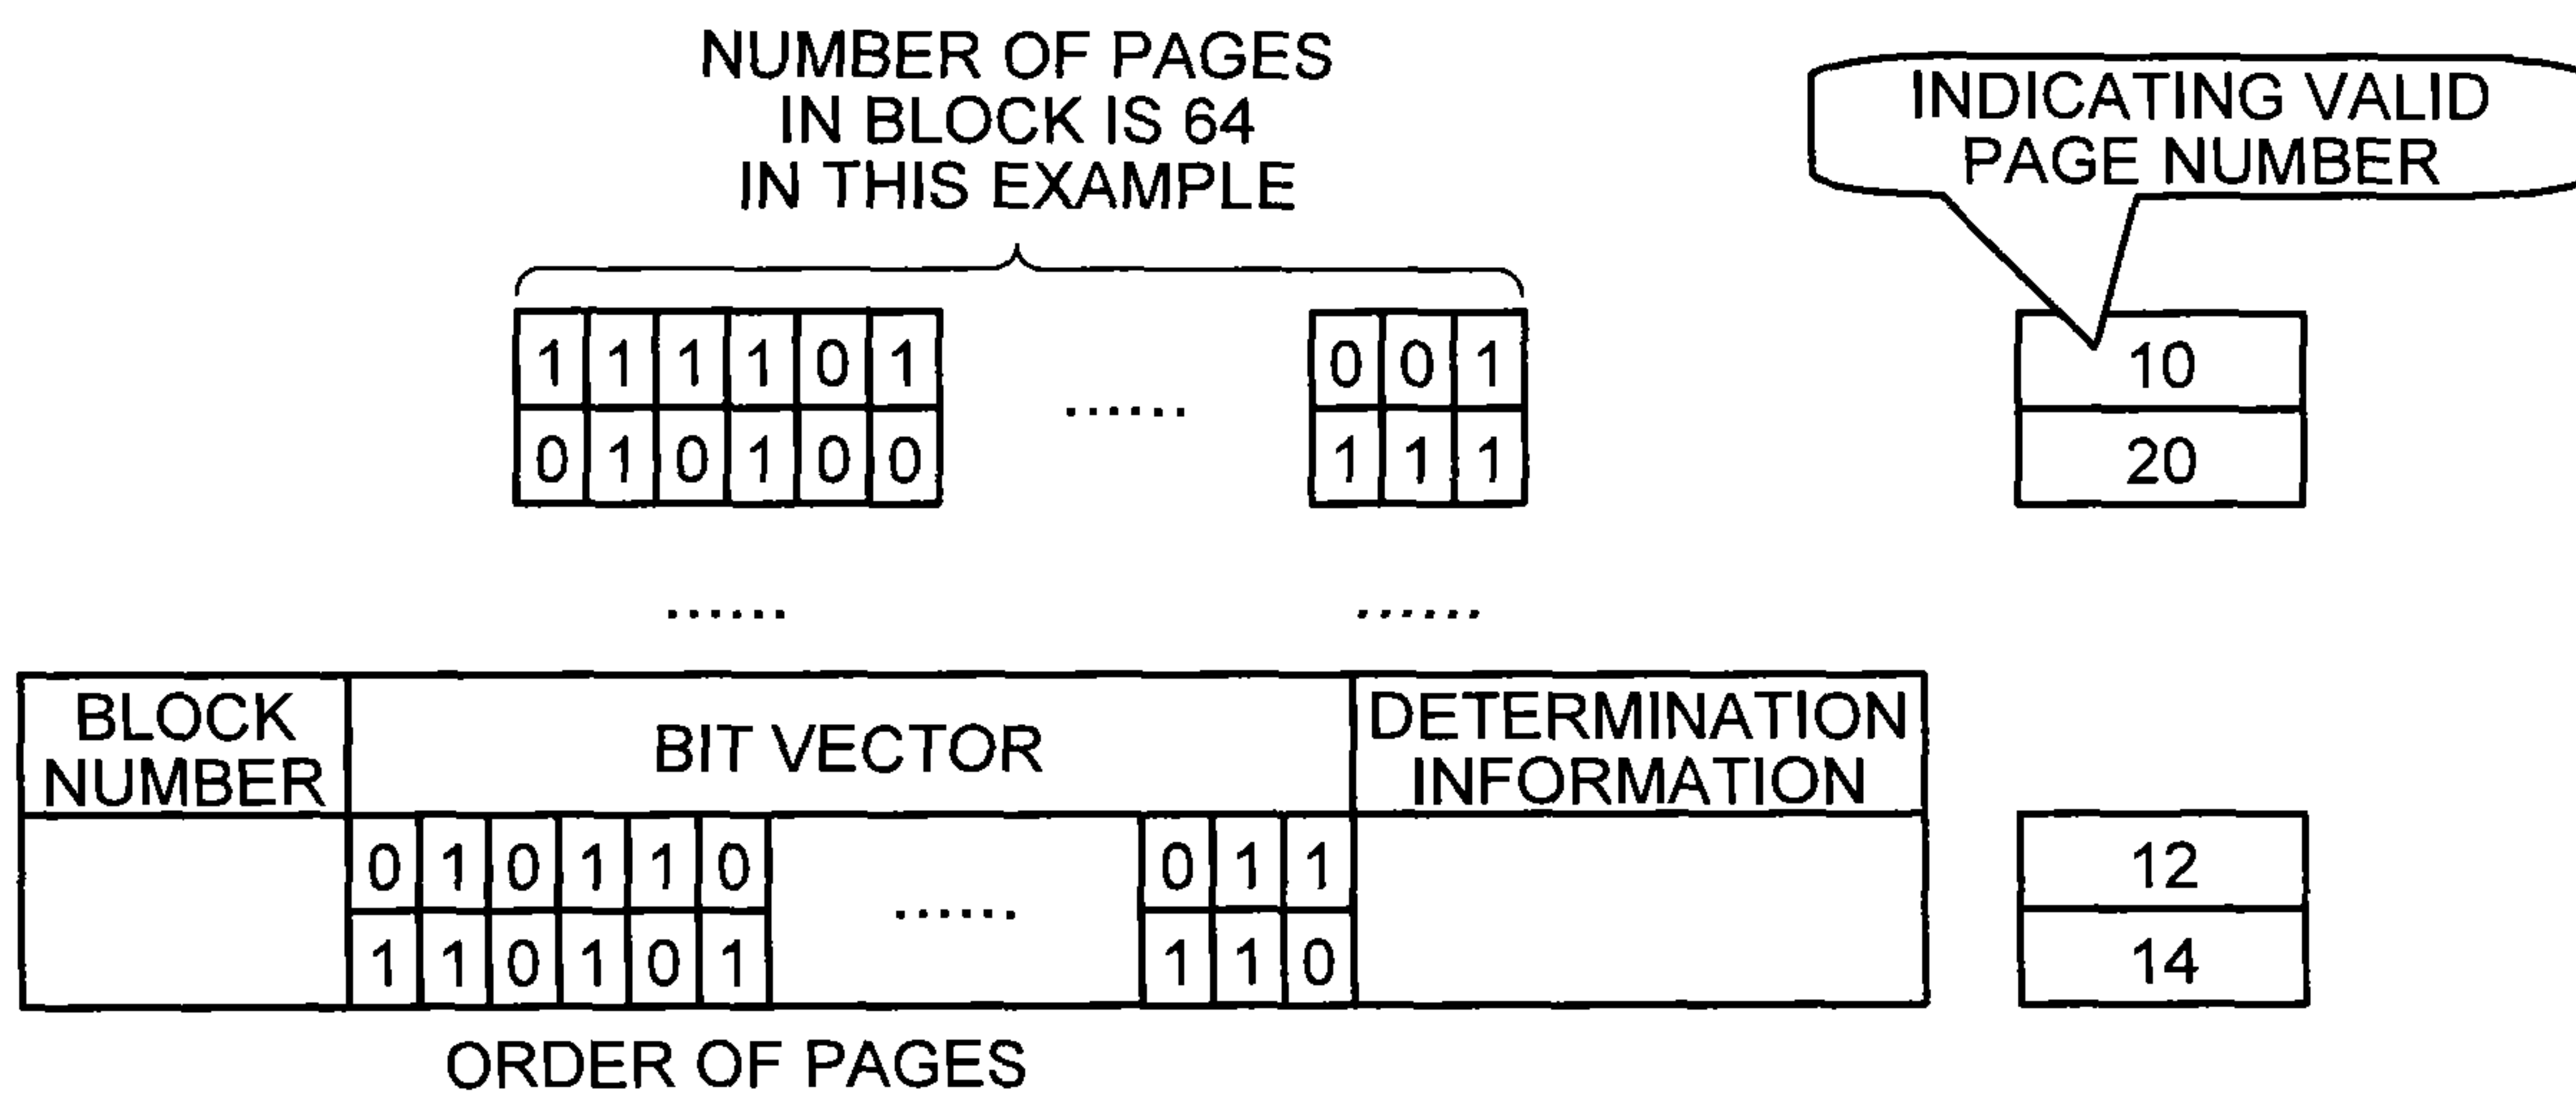 NUMBER OF PAGES
IN BLOCK IS 64
IN THIS EXAMPLE
INDICATING VALID
PAGE NUMBER
1 1 1 1 0 1 ...... 0 0 1 10
0 1 0 1 0 0 1 1 1 20
...... ......
BLOCK
NUMBER
BIT VECTOR
DETERMINATION
INFORMATION
0 1 0 1 1 0 ...... 0 1 1 12
1 1 0 1 0 1 1 1 0 14
ORDER OF PAGES